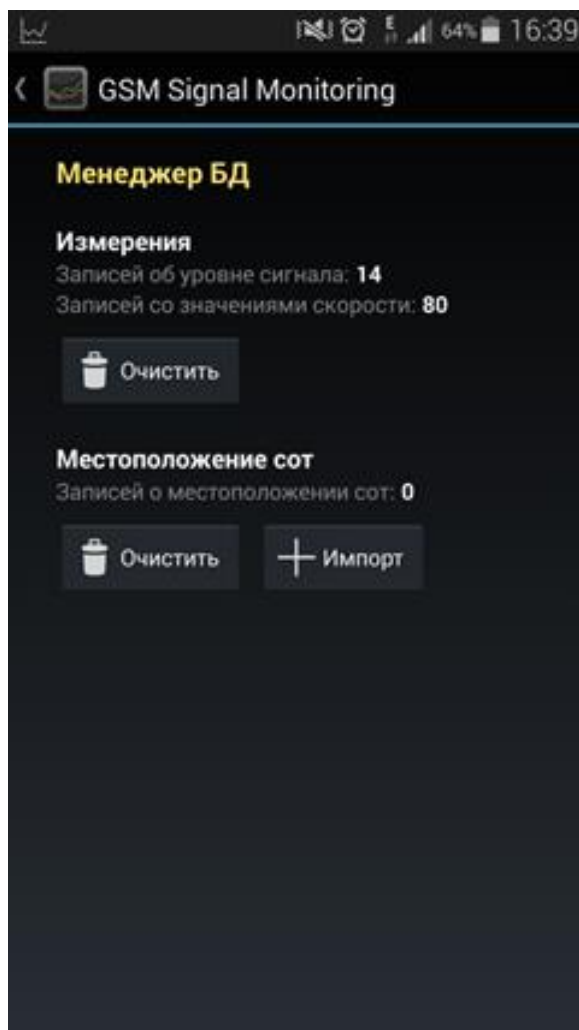 64% 16:39
GSM Signal Monitoring
Менеджер БД
Измерения
Записей об уровне сигнала: 14
Записей со значениями скорости: 80
Очистить
Местоположение сот
Записей о местоположении сот: 0
Очистить Импорт